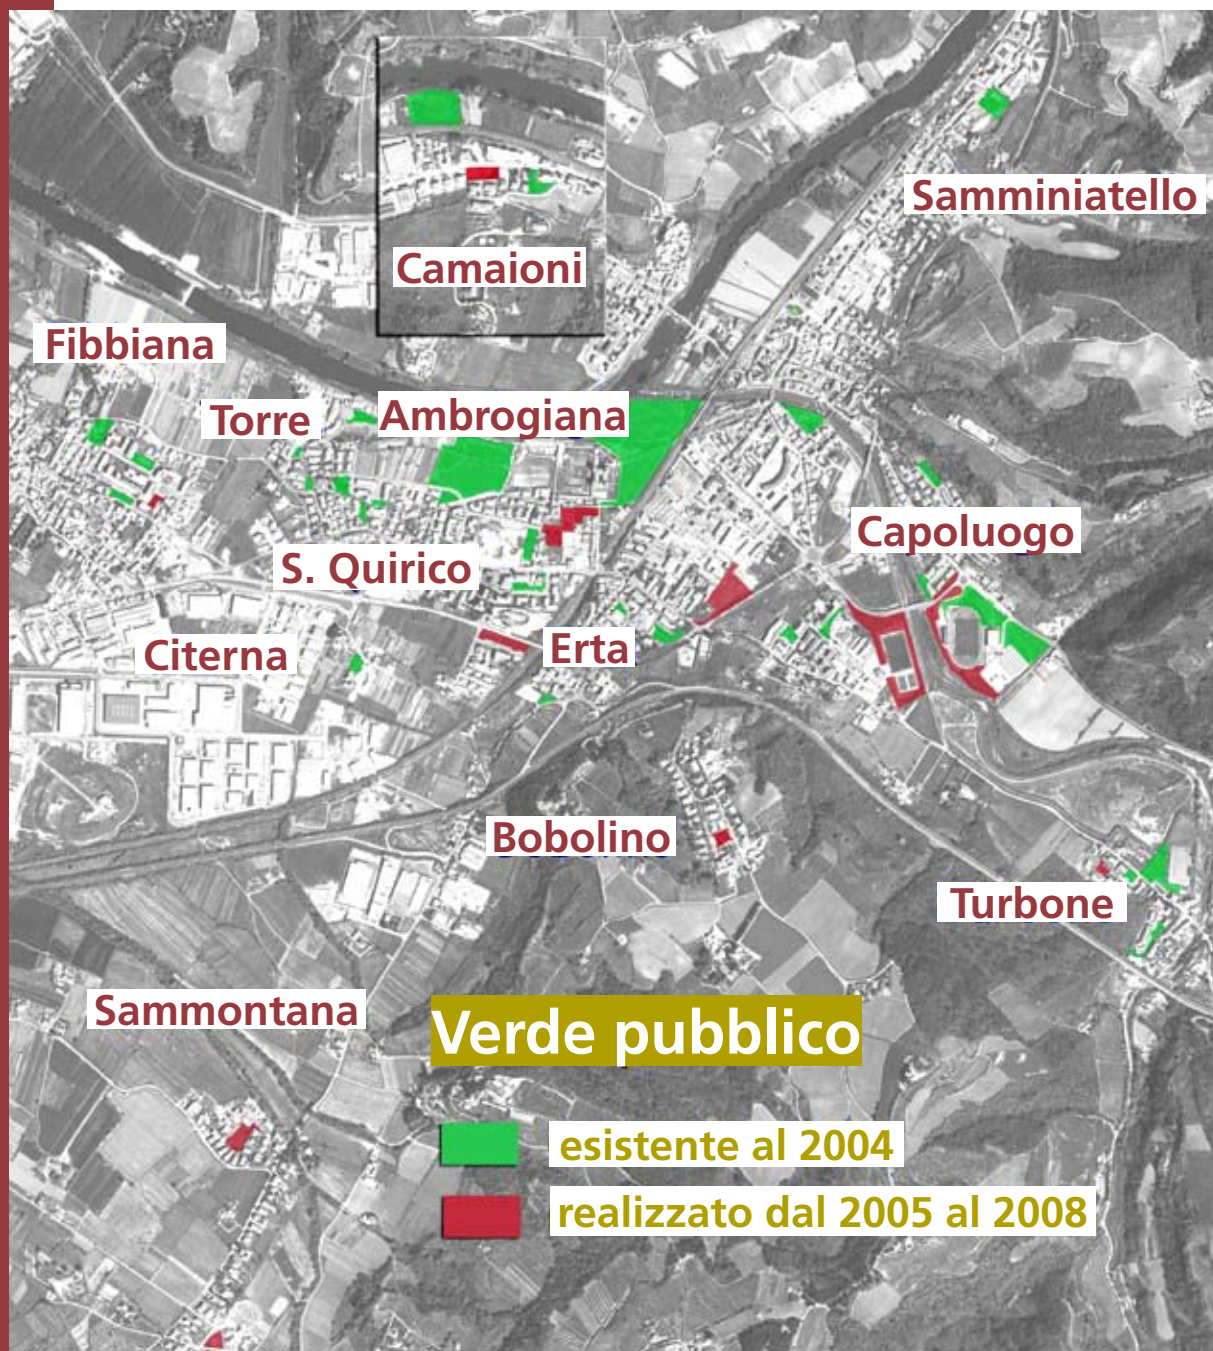 Samminiatello
Camaioni
Fibbiana
Torre
Ambrogiana
Capoluogo
S. Quirico
Citerna
Erta
Bobolino
Turbone
Sammontana
Verde pubblico
esistente al 2004
realizzato dal 2005 al 2008